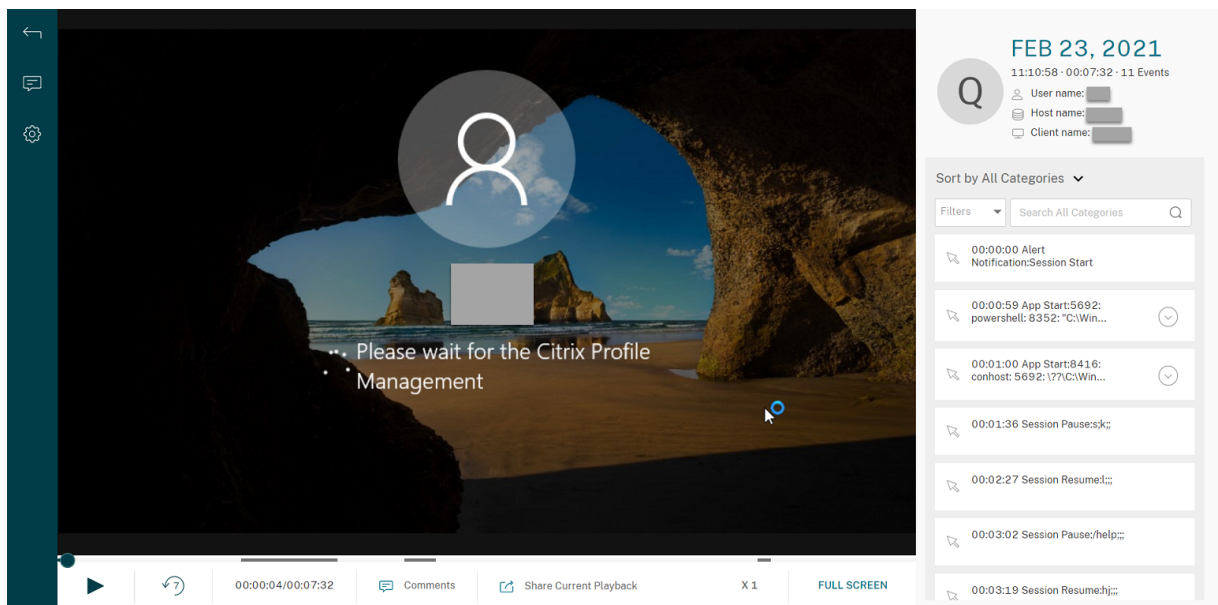 Please wait for the Citrix Profile
Management
7
00:00:04/00:07:32
Comments
Share Current Playback
X 1
FULL SCREEN
Q
FEB 23, 2021
11:10:58 · 00:07:32 · 11 Events
User name:
Host name:
Client name:
Sort by All Categories
Filters
Search All Categories
00:00:00 Alert
Notification:Session Start
00:00:59 App Start:5692:
powershell: 8352: "C:\Win...
00:01:00 App Start:8416:
conhost: 5692: \??\C:\Win...
00:01:36 Session Pause:s;k;;
00:02:27 Session Resume:l;;;
00:03:02 Session Pause:/help;;;
00:03:19 Session Resume:hj;;;